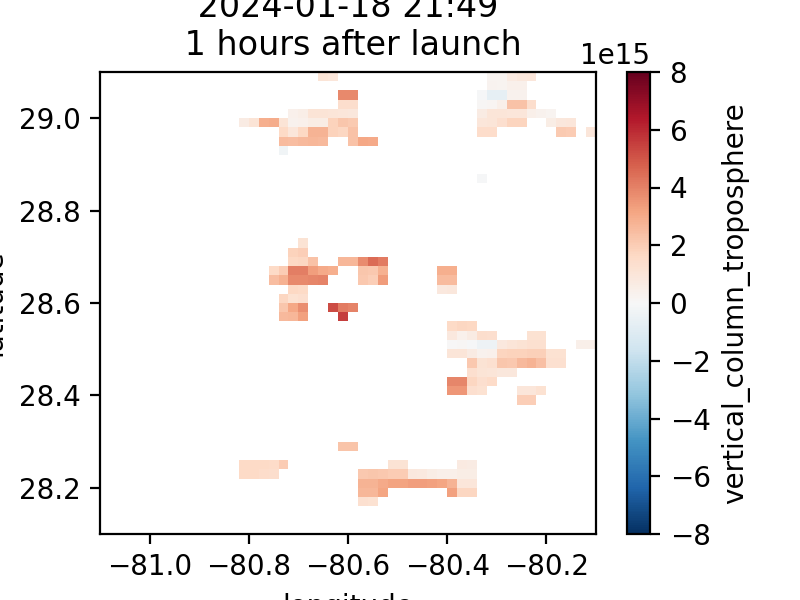 2024-01-18 21:49
1 hours after launch
1e15
29.0
28.8
28.6
28.4
28.2
−81.0 −80.8 −80.6 −80.4 −80.2
longitude
latitude
8
6
4
2
0
−2
−4
−6
−8
vertical_column_troposphere